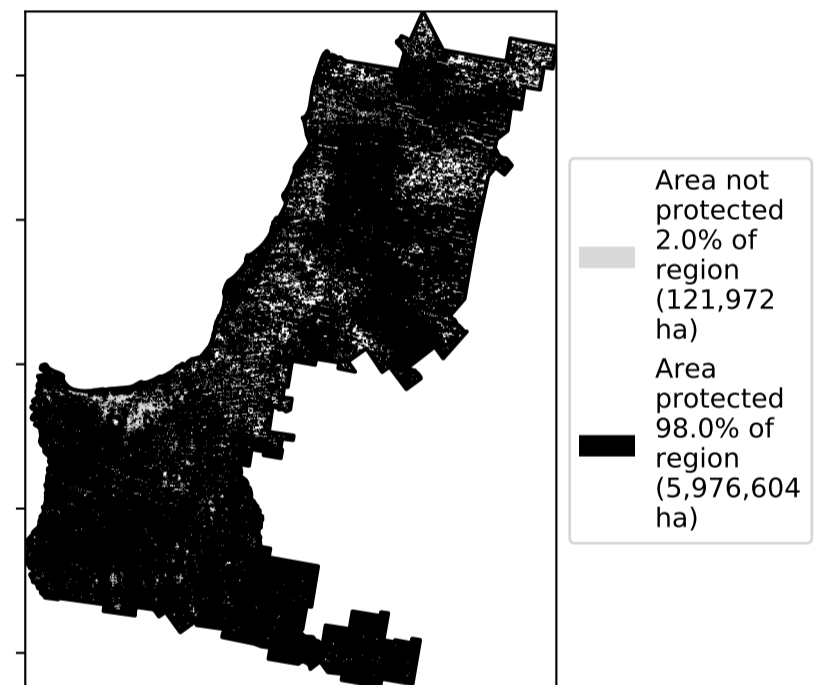 Area not
protected
2.0% of
region
(121,972
ha)
Area
protected
98.0% of
region
(5,976,604
ha)